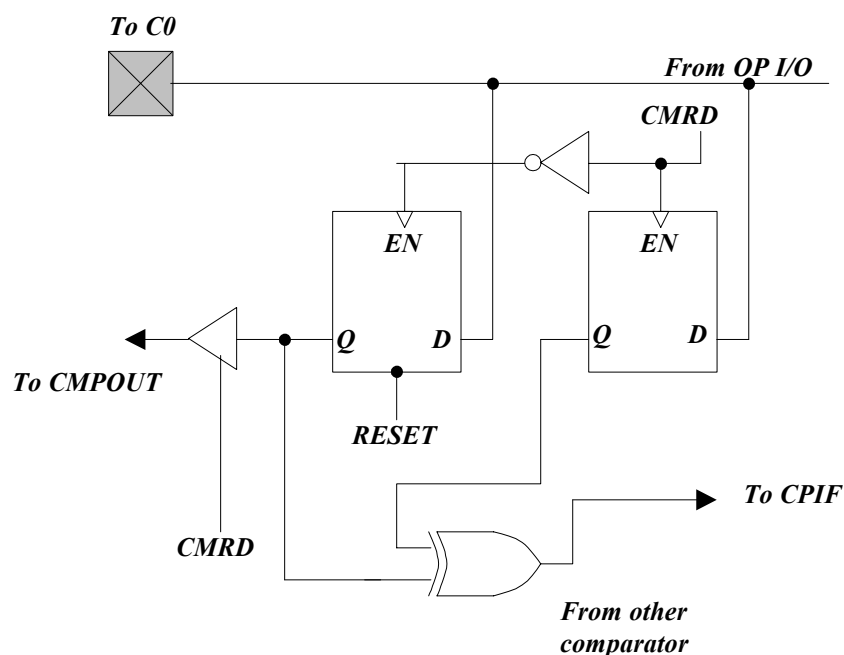 To C0
From OP I/O
CMRD
EN
EN
Q
D
Q
D
To CMPOUT
RESET
To CPIF
CMRD
From other
comparator